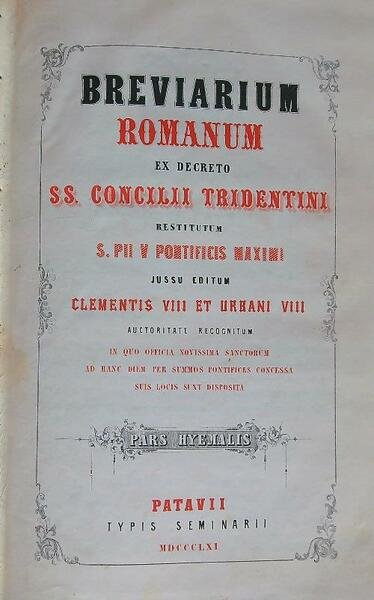 BREVIARIUM
ROMANUM
EX DECRETO
SS. CONCILII TRIDENTINI
RESTITUTUM
S. PII V PONTIFICIS MAXIMI
JUSSU EDITUM
CLEMENTIS VIII ET URBANI VIII
AUCTORITATE RECOGNITUM
IN QUO OFFICIA NOVISSIMA SANCTORUM
AD HANC DIEM PER SUMMOS PONTIFICES CONCESSA
SUIS LOCIS SUNT DISPOSITA
PARS HYEMALIS
PATAVII
TYPIS SEMINARII
MDCCCLXI